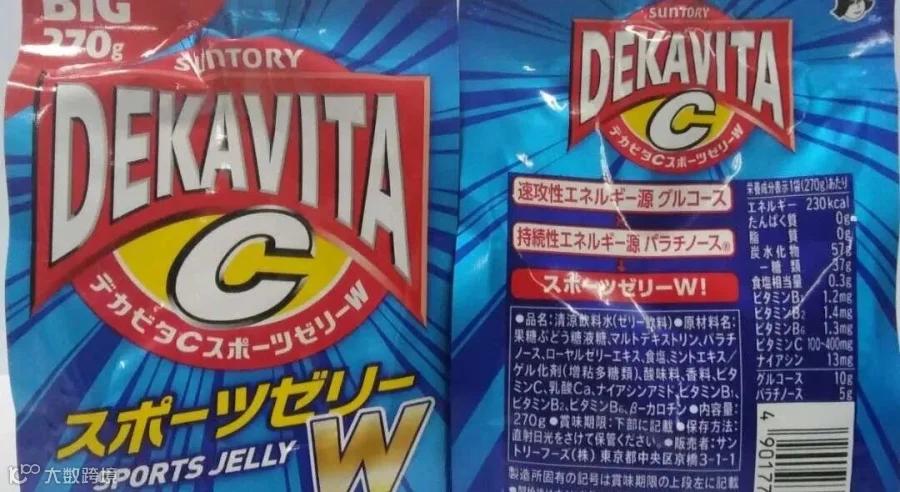 BIG
270g
SUNTORY
DEKAVITA
C
デカビタCスポーツゼリーW
スポーツゼリー
SPORTS JELLY
W
大数跨境
SUNTORY
DEKAVITA
C
デカビタCスポーツゼリーW
速攻性エネルギー源 グルコース
持続性エネルギー源 パラチノース®
スポーツゼリーW!
●品名:清涼飲料水(ゼリー飲料)●原材料名:
果糖ぶどう糖液糖、マルトデキストリン、パラチ
ノース、ローヤルゼリーエキス、食塩、ミントエキス/
ゲル化剤(増粘多糖類)、酸味料、香料、ビタ
ミンC、乳酸Ca、ナイアシンアミド、ビタミンB₁、
ビタミンB₂、ビタミンB₆、β-カロチン●内容量:
270g●賞味期限:下部に記載●保存方法:
直射日光をさけて保管ください。●販売者:サン
トリーフーズ(株) 東京都中央区京橋3-1-1
製造所固有の記号は賞味期限の上段左に記載
栄養成分表示1袋(270g)あたり
エネルギー 230kcal
たんぱく質 0g
脂質 0g
炭水化物 57g
-糖類 37g
食塩相当量 0.3g
ビタミンB₁ 1.2mg
ビタミンB₂ 1.4mg
ビタミンB₆ 1.3mg
ビタミンC 100~400mg
ナイアシン 13mg
グルコース 10g
パラチノース 5g
4 90177